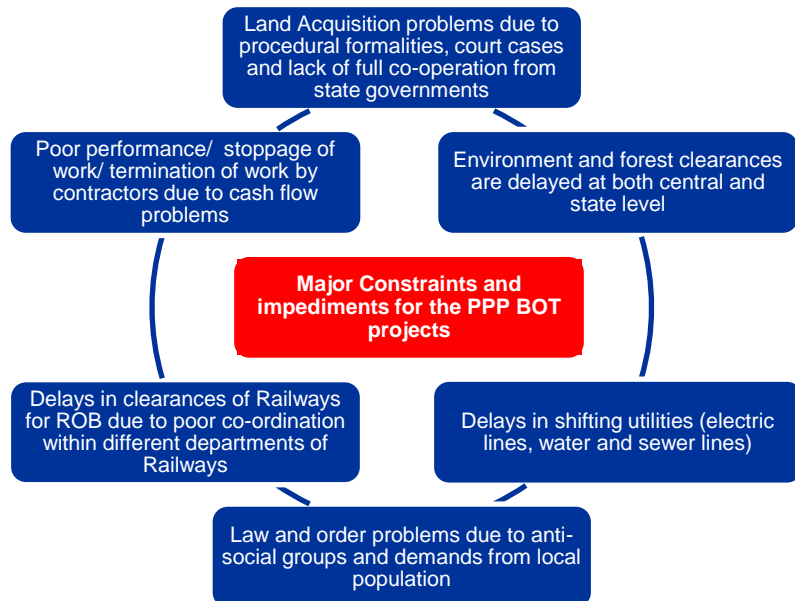 Land Acquisition problems due to
procedural formalities, court cases
and lack of full co-operation from
state governments
Poor performance/ stoppage of
work/ termination of work by
contractors due to cash flow
problems
Environment and forest clearances
are delayed at both central and
state level
Major Constraints and
impediments for the PPP BOT
projects
Delays in clearances of Railways
for ROB due to poor co-ordination
within different departments of
Railways
Delays in shifting utilities (electric
lines, water and sewer lines)
Law and order problems due to anti-
social groups and demands from local
population